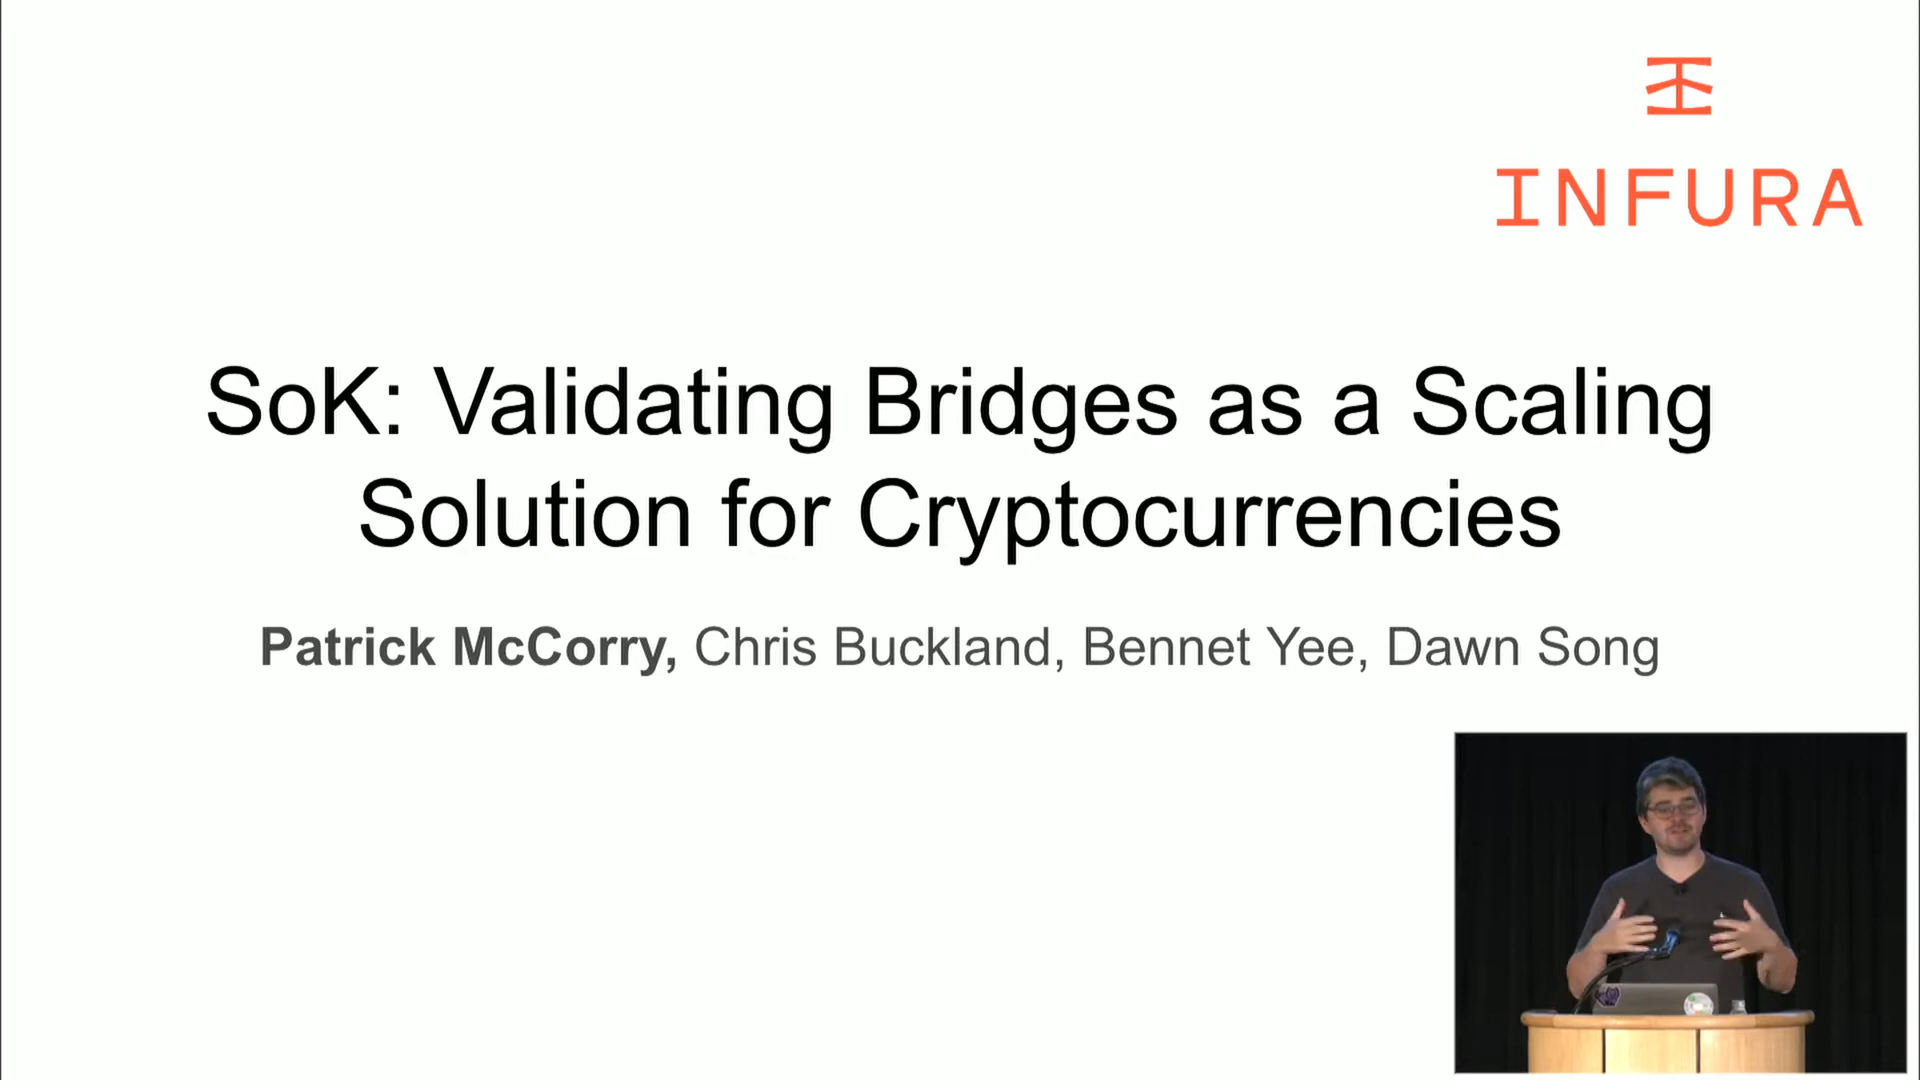 INFURA
SoK: Validating Bridges as a Scaling
Solution for Cryptocurrencies
Patrick McCorry, Chris Buckland, Bennet Yee, Dawn Song